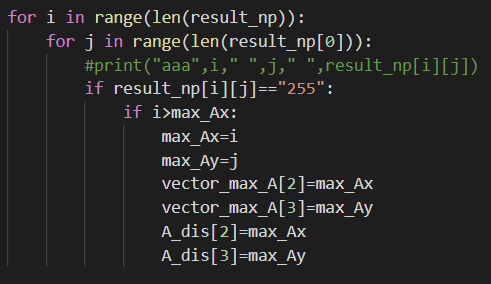 for i in range(len(result_np)):
    for j in range(len(result_np[0])):
        #print("aaa",i," ",j," ",result_np[i][j])
        if result_np[i][j]=="255":
            if i>max_Ax:
                max_Ax=i
                max_Ay=j
                vector_max_A[2]=max_Ax
                vector_max_A[3]=max_Ay
                A_dis[2]=max_Ax
                A_dis[3]=max_Ay